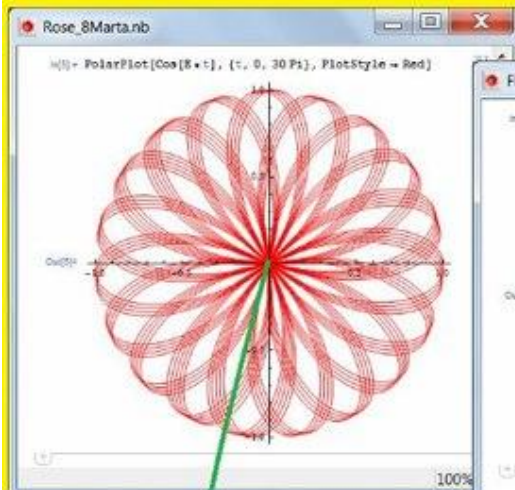 Rose_8Marta.nb
In[5]:= PolarPlot[Cos[E*t], {t, 0, 30 Pi}, PlotStyle → Red]
F
1.0
0.5
Out[5]=
-1.0 -0.5 0.5 1.0
-0.5
-1.0
100%